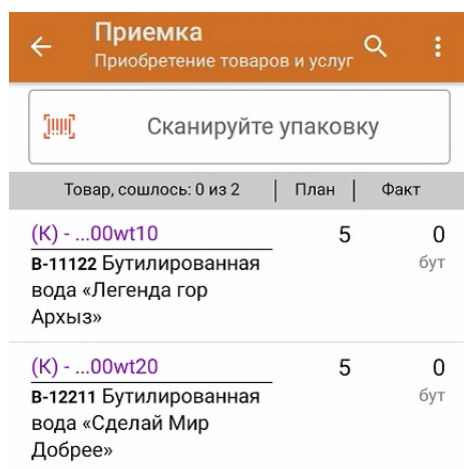 Приемка
Приобретение товаров и услуг
Сканируйте упаковку
Товар, сошлось: 0 из 2 | План | Факт
(К) - ...00wt10 5 0
В-11122 Бутилированная бут
вода «Легенда гор
Архыз»
(К) - ...00wt20 5 0
В-12211 Бутилированная бут
вода «Сделай Мир
Добрее»